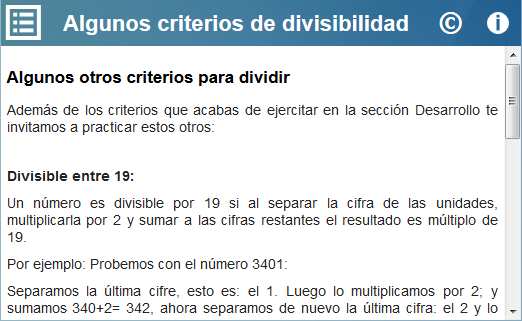 Algunos criterios de divisibilidad © i
Algunos otros criterios para dividir
Además de los criterios que acabas de ejercitar en la sección Desarrollo te
invitamos a practicar estos otros:
Divisible entre 19:
Un número es divisible por 19 si al separar la cifra de las unidades,
multiplicarla por 2 y sumar a las cifras restantes el resultado es múltiplo de
19.
Por ejemplo: Probemos con el número 3401:
Separamos la última cifre, esto es: el 1. Luego lo multiplicamos por 2; y
sumamos 340+2= 342, ahora separamos de nuevo la última cifra: el 2 y lo